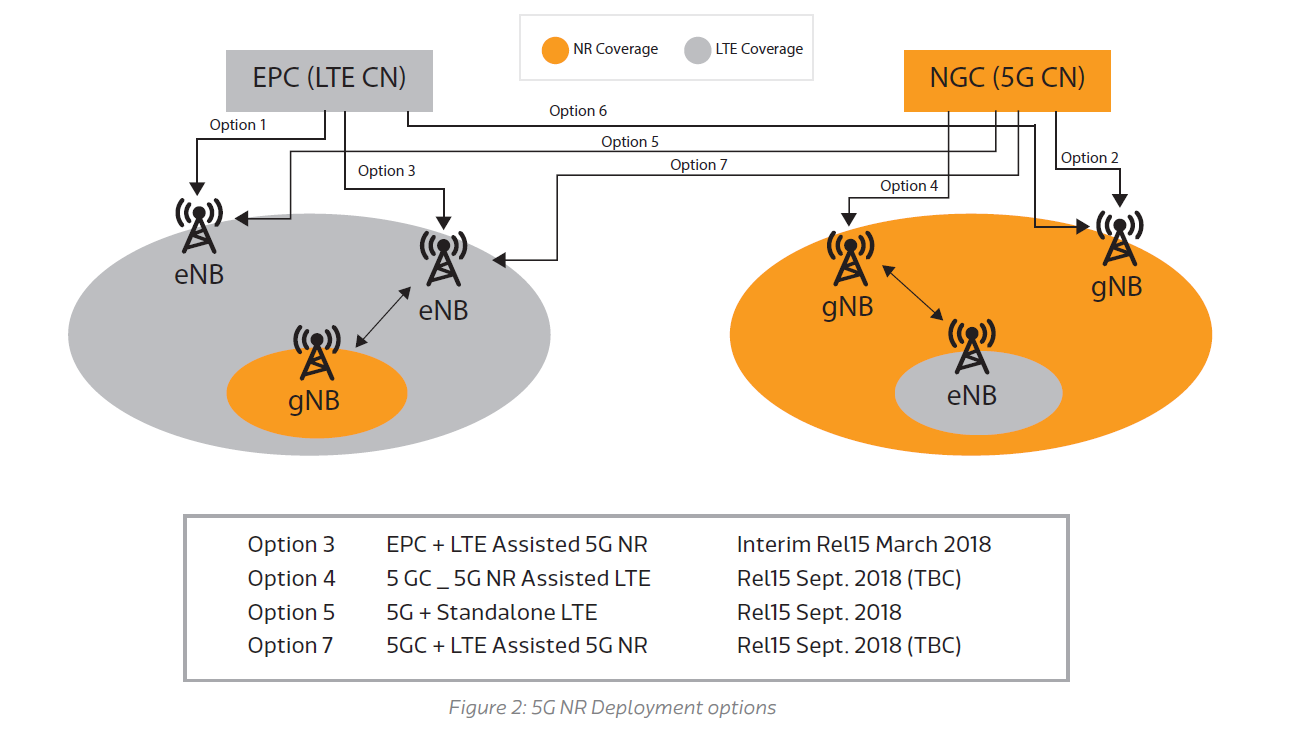 NR Coverage
LTE Coverage
EPC (LTE CN)
NGC (5G CN)
Option 6
Option 1
Option 5
Option 2
Option 3
Option 7
Option 4
eNB
eNB
gNB
gNB
gNB
eNB
Option 3 EPC + LTE Assisted 5G NR Interim Rel15 March 2018
Option 4 5 GC _ 5G NR Assisted LTE Rel15 Sept. 2018 (TBC)
Option 5 5G + Standalone LTE Rel15 Sept. 2018
Option 7 5GC + LTE Assisted 5G NR Rel15 Sept. 2018 (TBC)
Figure 2: 5G NR Deployment options